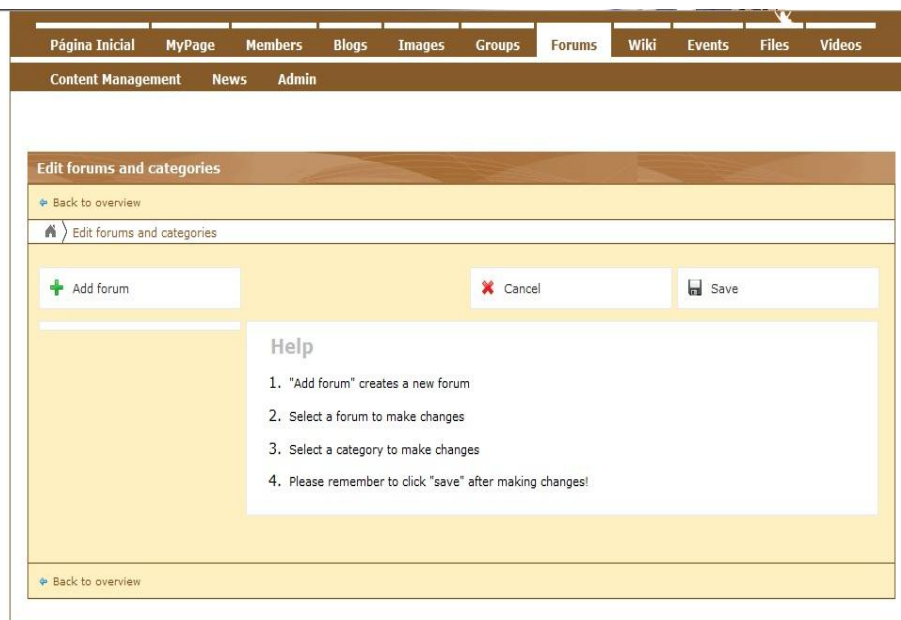 Página Inicial MyPage Members Blogs Images Groups Forums Wiki Events Files Videos
Content Management News Admin
Edit forums and categories
Back to overview
Edit forums and categories
Add forum Cancel Save
Help
1. "Add forum" creates a new forum
2. Select a forum to make changes
3. Select a category to make changes
4. Please remember to click "save" after making changes!
Back to overview